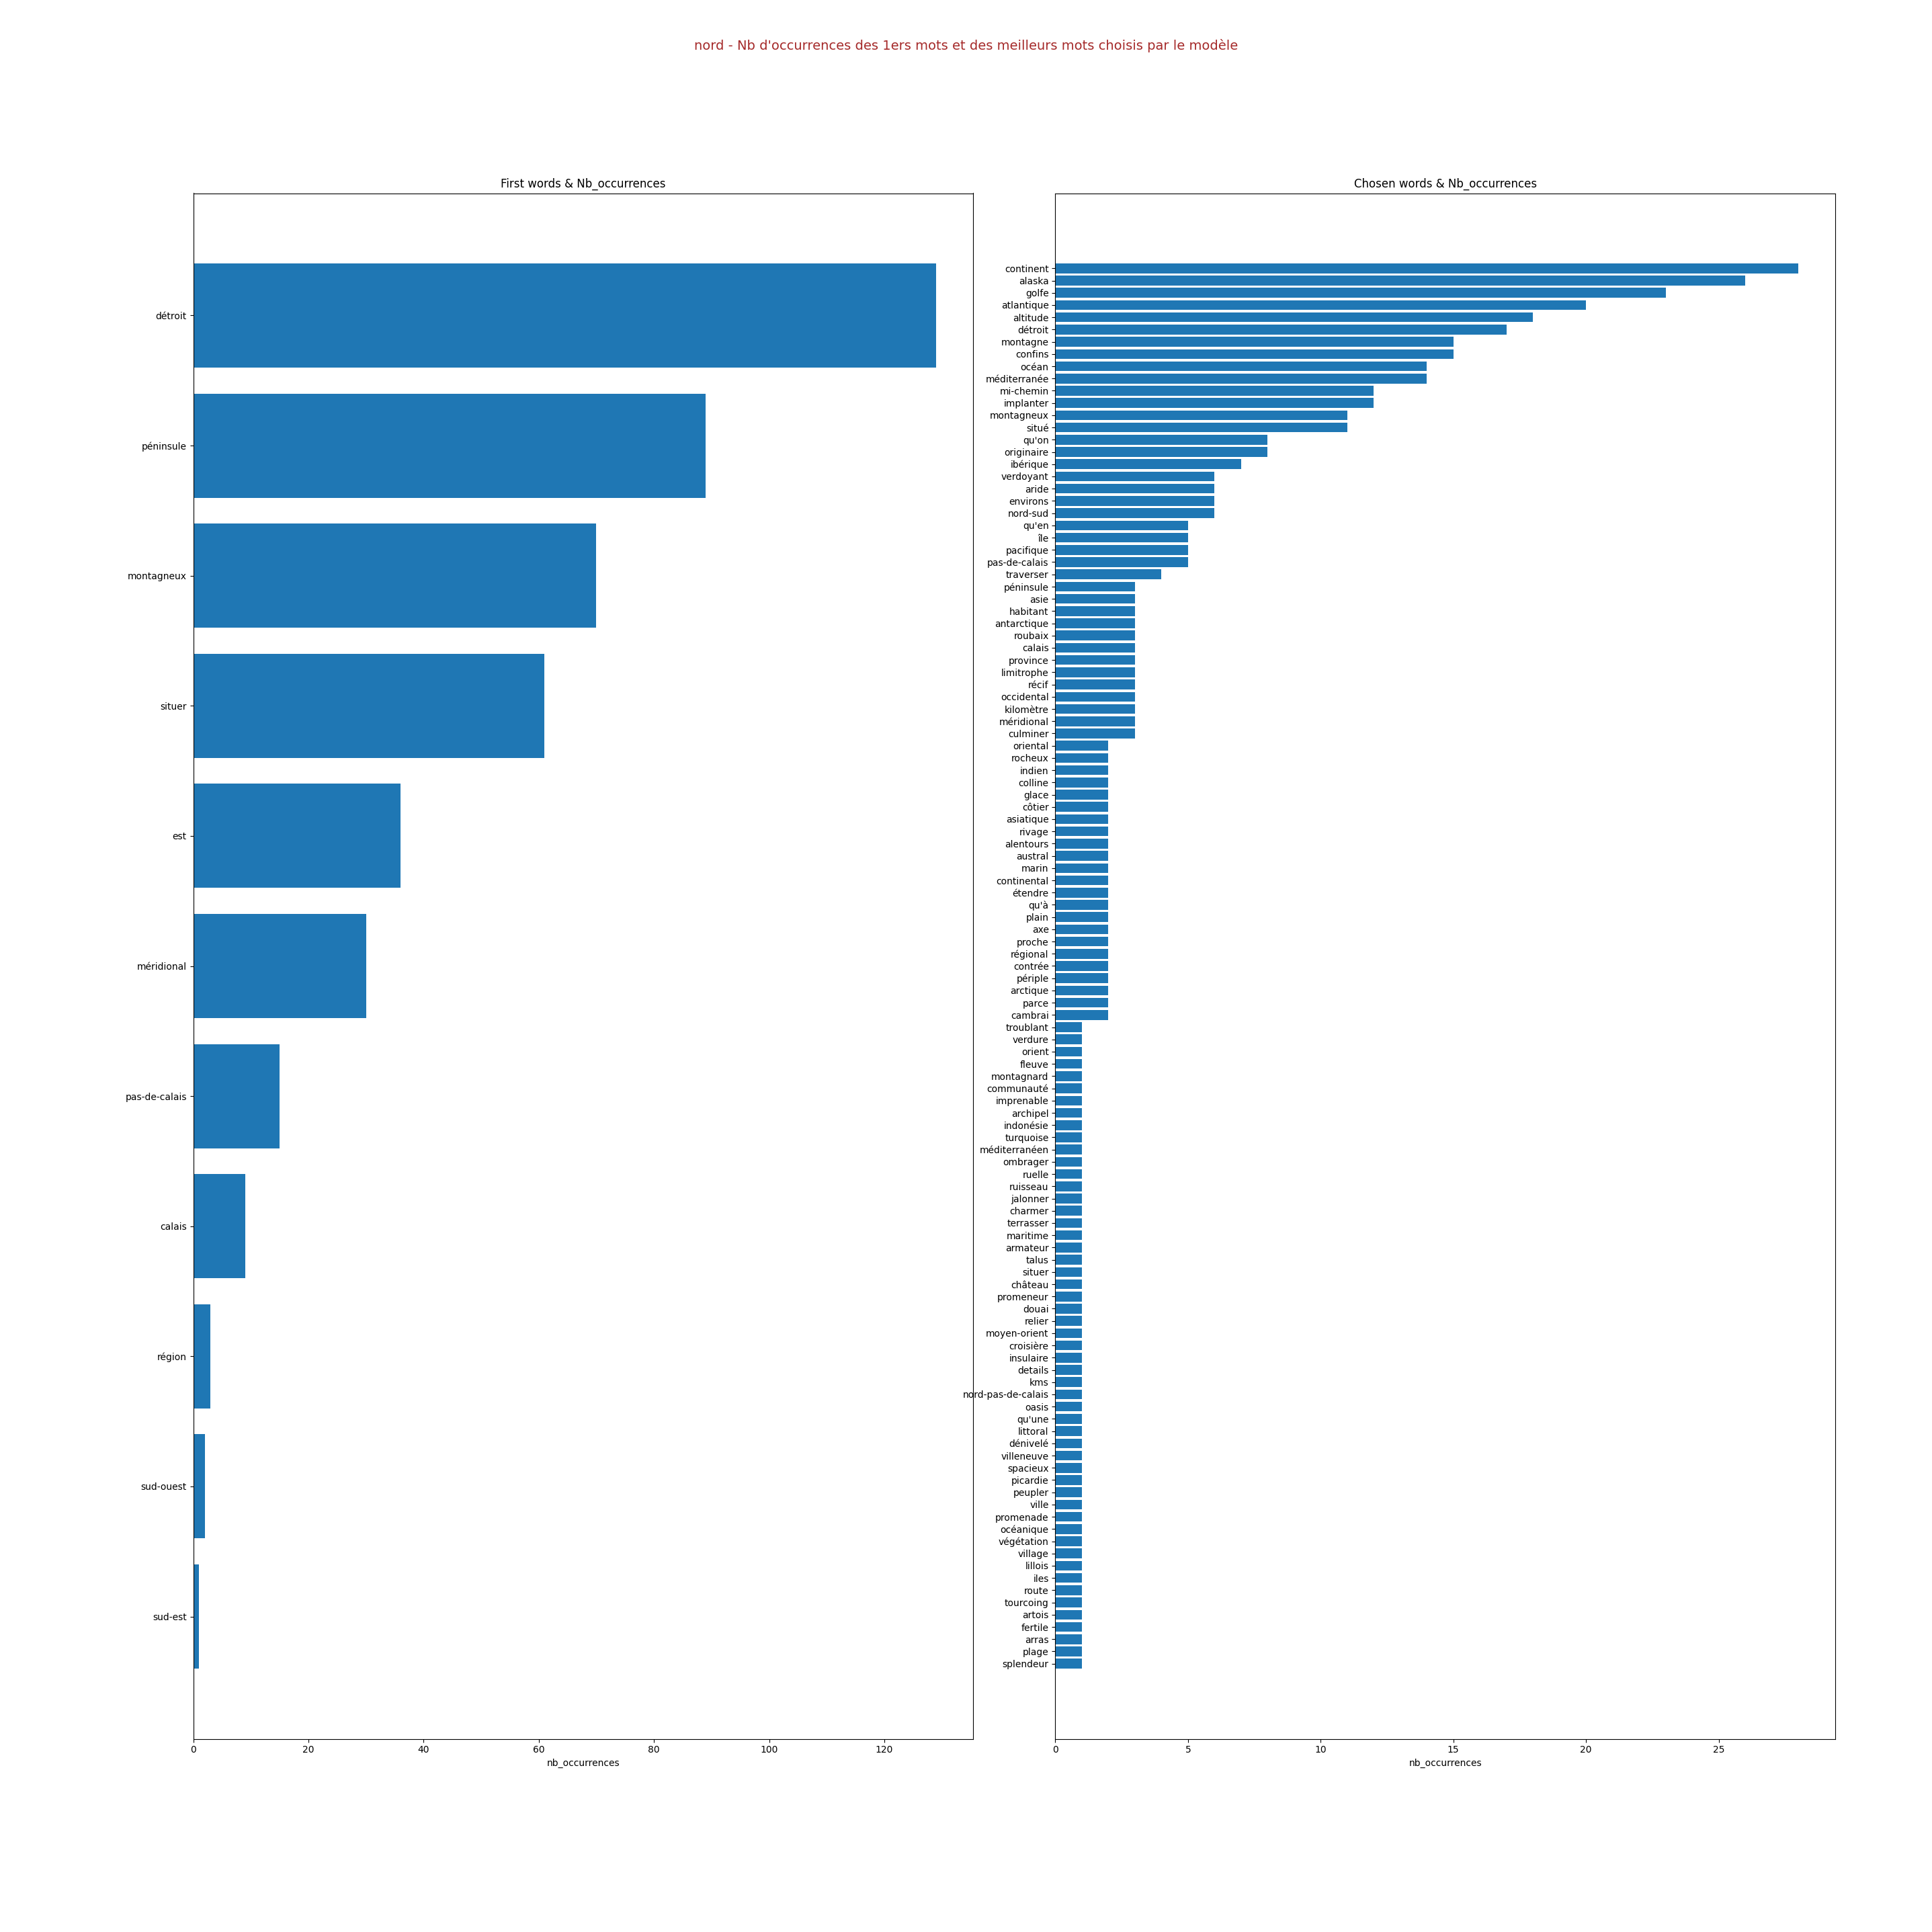 nord - Nb d'occurrences des 1ers mots et des meilleurs mots choisis par le modèle
First words & Nb_occurrences
détroit
péninsule
montagneux
situer
est
méridional
pas-de-calais
calais
région
sud-ouest
sud-est
0 20 40 60 80 100 120
nb_occurrences
Chosen words & Nb_occurrences
continent
alaska
golfe
atlantique
altitude
détroit
montagne
confins
océan
méditerranée
mi-chemin
implanter
montagneux
situé
qu'on
originaire
ibérique
verdoyant
aride
environs
nord-sud
qu'en
île
pacifique
pas-de-calais
traverser
péninsule
asie
habitant
antarctique
roubaix
calais
province
limitrophe
récif
occidental
kilomètre
méridional
culminer
oriental
rocheux
indien
colline
glace
côtier
asiatique
rivage
alentours
austral
marin
continental
étendre
qu'à
plain
axe
proche
régional
contrée
périple
arctique
parce
cambrai
troublant
verdure
orient
fleuve
montagnard
communauté
imprenable
archipel
indonésie
turquoise
méditerranéen
ombrager
ruelle
ruisseau
jalonner
charmer
terrasser
maritime
armateur
talus
situer
château
promeneur
douai
relier
moyen-orient
croisière
insulaire
details
kms
nord-pas-de-calais
oasis
qu'une
littoral
dénivelé
villeneuve
spacieux
picardie
peupler
ville
promenade
océanique
végétation
village
lillois
iles
route
tourcoing
artois
fertile
arras
plage
splendeur
0 5 10 15 20 25
nb_occurrences